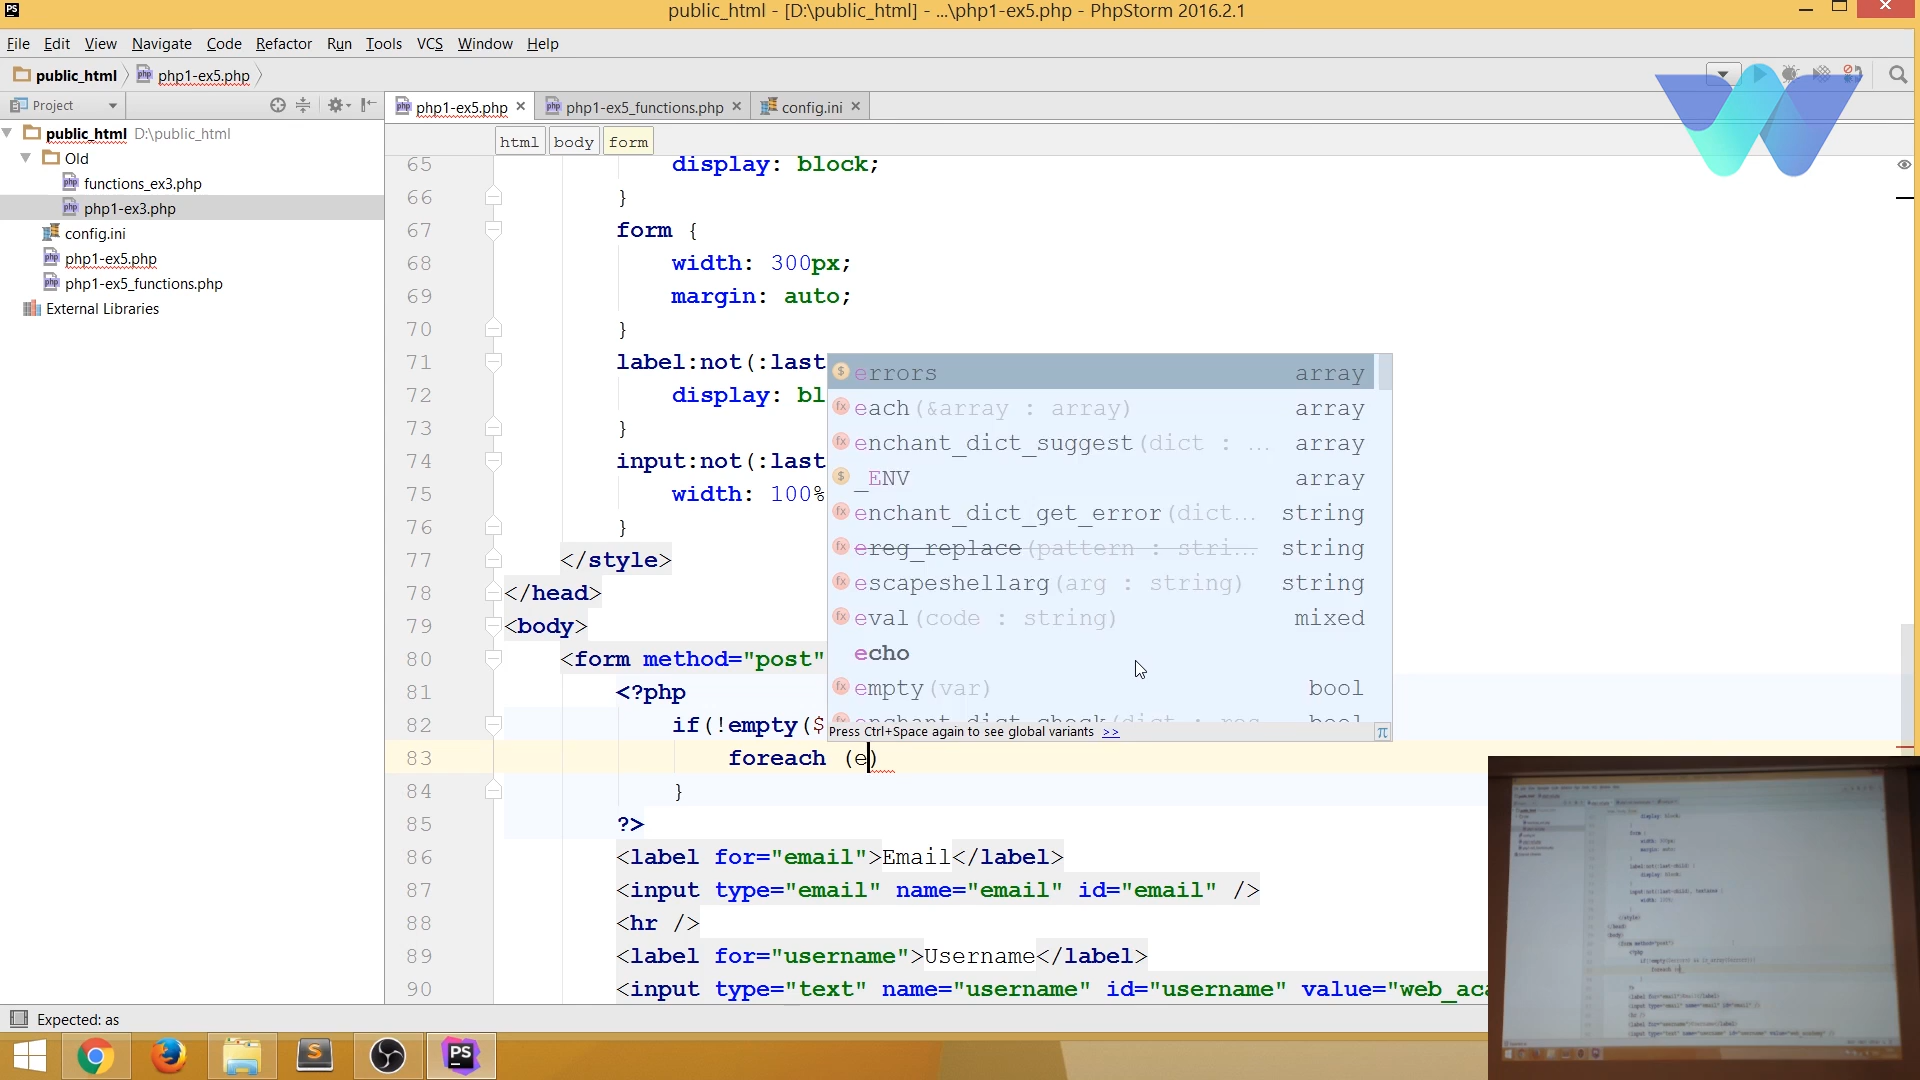 public_html - [D:\public_html] - ...\php1-ex5.php - PhpStorm 2016.2.1
File Edit View Navigate Code Refactor Run Tools VCS Window Help
public_html php1-ex5.php
Project
php1-ex5.php php1-ex5_functions.php config.ini
public_html D:\public_html
Old
functions_ex3.php
php1-ex3.php
config.ini
php1-ex5.php
php1-ex5_functions.php
External Libraries
html body form
65 display: block;
66 }
67 form {
68 width: 300px;
69 margin: auto;
70 }
71 label:not(:last
72 display: bl
73 }
74 input:not(:last
75 width: 100%
76 }
77 </style>
78 </head>
79 <body>
80 <form method="post"
81 <?php
82 if(!empty($
83 foreach (e)
84 }
85 ?>
86 <label for="email">Email</label>
87 <input type="email" name="email" id="email" />
88 <hr />
89 <label for="username">Username</label>
90 <input type="text" name="username" id="username" value="web_aca
errors array
each(&array : array) array
enchant_dict_suggest(dict : ... array
_ENV array
enchant_dict_get_error(dict... string
ereg_replace(pattern : stri... string
escapeshellarg(arg : string) string
eval(code : string) mixed
echo
empty(var) bool
enchant_dict_check(dict : res bool
Press Ctrl+Space again to see global variants >>
Expected: as